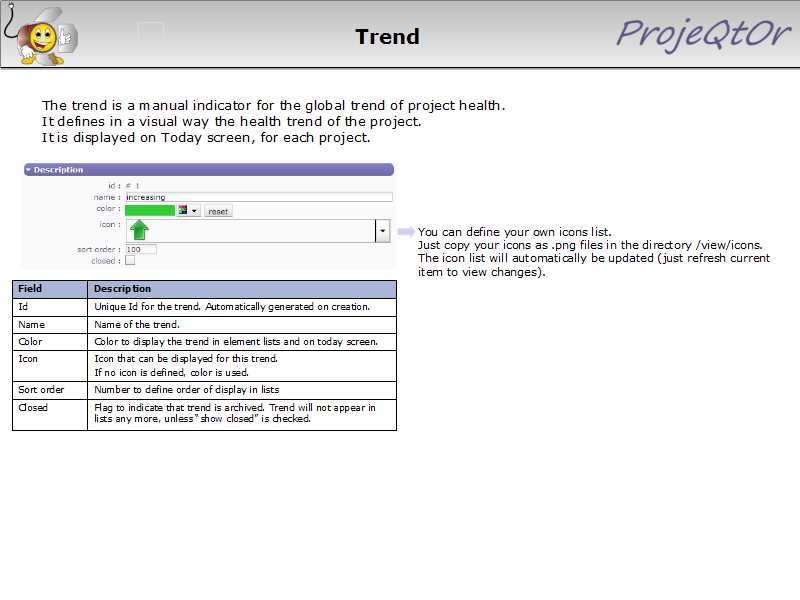 Trend
ProjeQtOr
The trend is a manual indicator for the global trend of project health.
It defines in a visual way the health trend of the project.
It is displayed on Today screen, for each project.
Description
id : # 1
name : increasing
color : reset
icon :
sort order : 100
closed :
You can define your own icons list.
Just copy your icons as .png files in the directory /view/icons.
The icon list will automatically be updated (just refresh current
item to view changes).
Field Description
Id Unique Id for the trend. Automatically generated on creation.
Name Name of the trend.
Color Color to display the trend in element lists and on today screen.
Icon Icon that can be displayed for this trend.
If no icon is defined, color is used.
Sort order Number to define order of display in lists
Closed Flag to indicate that trend is archived. Trend will not appear in
lists any more, unless “show closed” is checked.